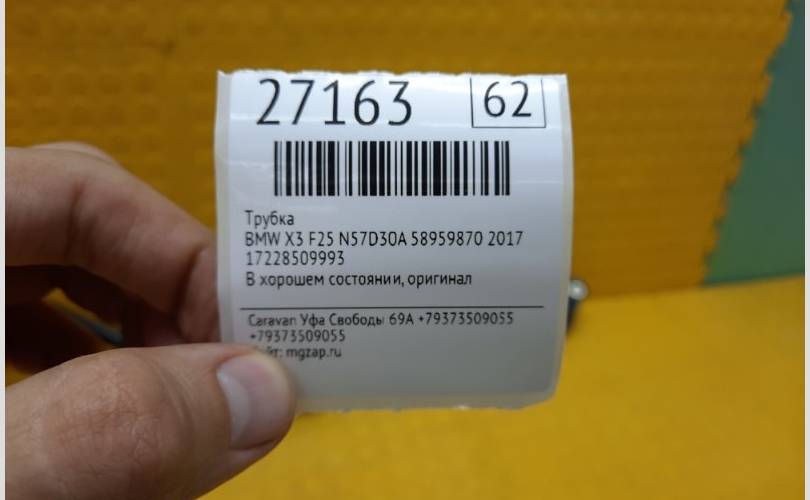 27163 62
Трубка
BMW X3 F25 N57D30A 58959870 2017
17228509993
В хорошем состоянии, оригинал
Caravan Уфа Свободы 69А +79373509055
+79373509055
mgzap.ru